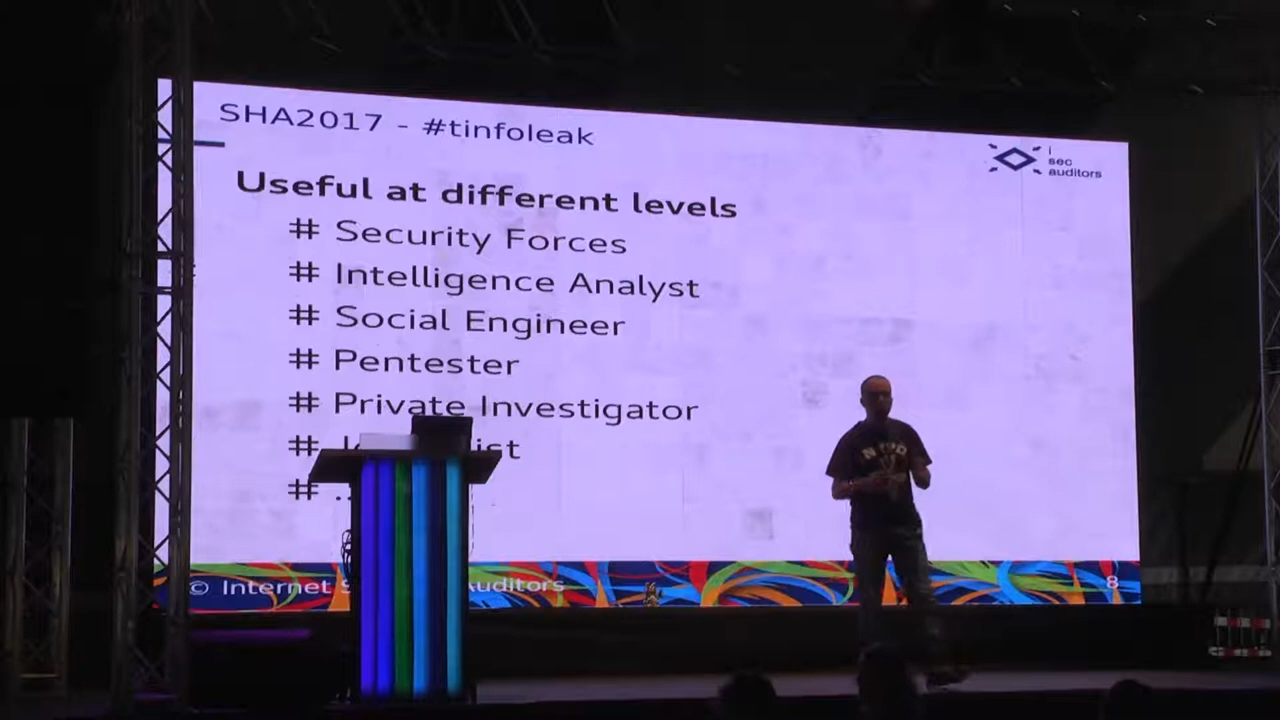 SHA2017 - #tinfoleak
i
sec
auditors
Useful at different levels
# Security Forces
# Intelligence Analyst
# Social Engineer
# Pentester
# Private Investigator
#
# ..
© Internet
8